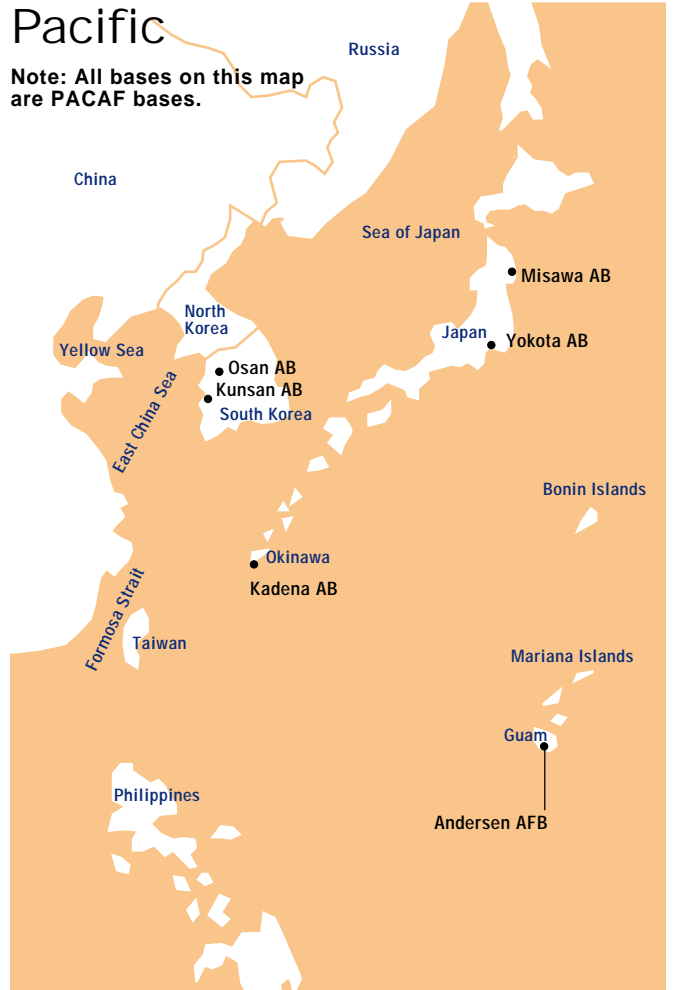 Pacific
Note: All bases on this map
are PACAF bases.
Russia
China
Sea of Japan
Misawa AB
North
Korea
Japan
Yokota AB
Yellow Sea
Osan AB
Kunsan AB
South Korea
East China Sea
Bonin Islands
Okinawa
Kadena AB
Formosa Strait
Taiwan
Mariana Islands
Guam
Philippines
Andersen AFB